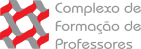 Complexo de
Formação de
Professores